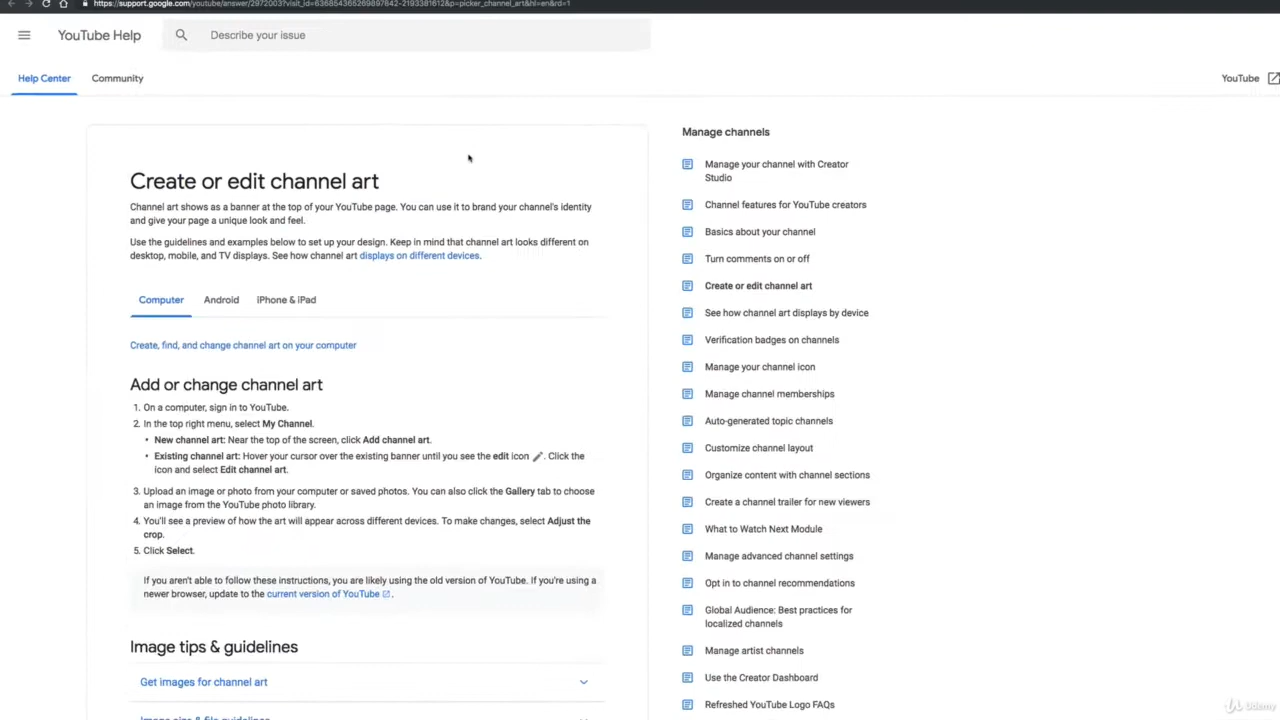 https://support.google.com/youtube/answer/2972003?visit_id=636854365269897842-2193381612&p=picker_channel_art&hl=en&rd=1
YouTube Help
Describe your issue
Help Center
Community
YouTube
Create or edit channel art
Channel art shows as a banner at the top of your YouTube page. You can use it to brand your channel's identity
and give your page a unique look and feel.
Use the guidelines and examples below to set up your design. Keep in mind that channel art looks different on
desktop, mobile, and TV displays. See how channel art displays on different devices.
Computer
Android
iPhone & iPad
Create, find, and change channel art on your computer
Add or change channel art
1. On a computer, sign in to YouTube.
2. In the top right menu, select My Channel.
• New channel art: Near the top of the screen, click Add channel art.
• Existing channel art: Hover your cursor over the existing banner until you see the edit icon . Click the
icon and select Edit channel art.
3. Upload an image or photo from your computer or saved photos. You can also click the Gallery tab to choose
an image from the YouTube photo library.
4. You'll see a preview of how the art will appear across different devices. To make changes, select Adjust the
crop.
5. Click Select.
If you aren't able to follow these instructions, you are likely using the old version of YouTube. If you're using a
newer browser, update to the current version of YouTube .
Image tips & guidelines
Get images for channel art
Image size & file guidelines
Manage channels
Manage your channel with Creator
Studio
Channel features for YouTube creators
Basics about your channel
Turn comments on or off
Create or edit channel art
See how channel art displays by device
Verification badges on channels
Manage your channel icon
Manage channel memberships
Auto-generated topic channels
Customize channel layout
Organize content with channel sections
Create a channel trailer for new viewers
What to Watch Next Module
Manage advanced channel settings
Opt in to channel recommendations
Global Audience: Best practices for
localized channels
Manage artist channels
Use the Creator Dashboard
Refreshed YouTube Logo FAQs
Udemy